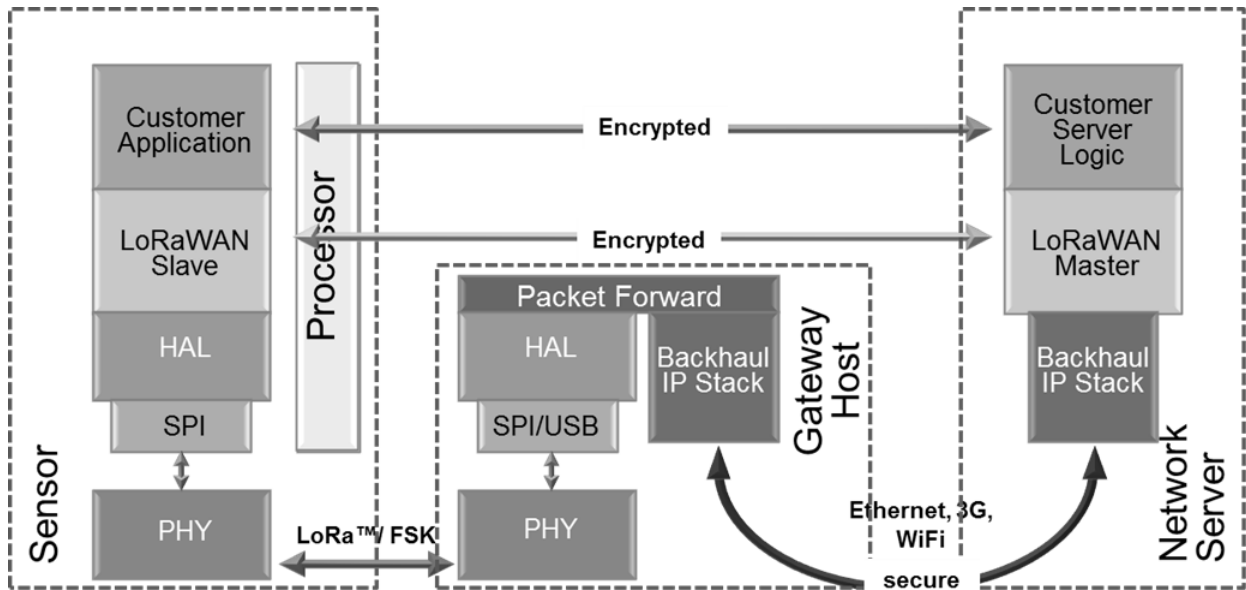 Customer
Application
LoRaWAN
Slave
HAL
SPI
PHY
Sensor
Processor
Encrypted
Encrypted
LoRa™/ FSK
Packet Forward
HAL
SPI/USB
PHY
Backhaul
IP Stack
Gateway
Host
Ethernet, 3G,
WiFi
secure
Customer
Server
Logic
LoRaWAN
Master
Backhaul
IP Stack
Network
Server